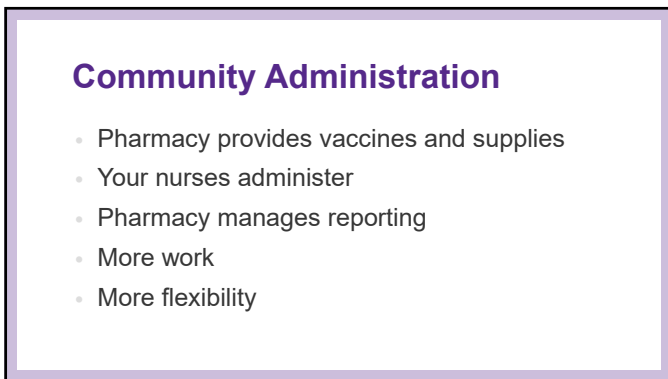 Community Administration
• Pharmacy provides vaccines and supplies
• Your nurses administer
• Pharmacy manages reporting
• More work
• More flexibility